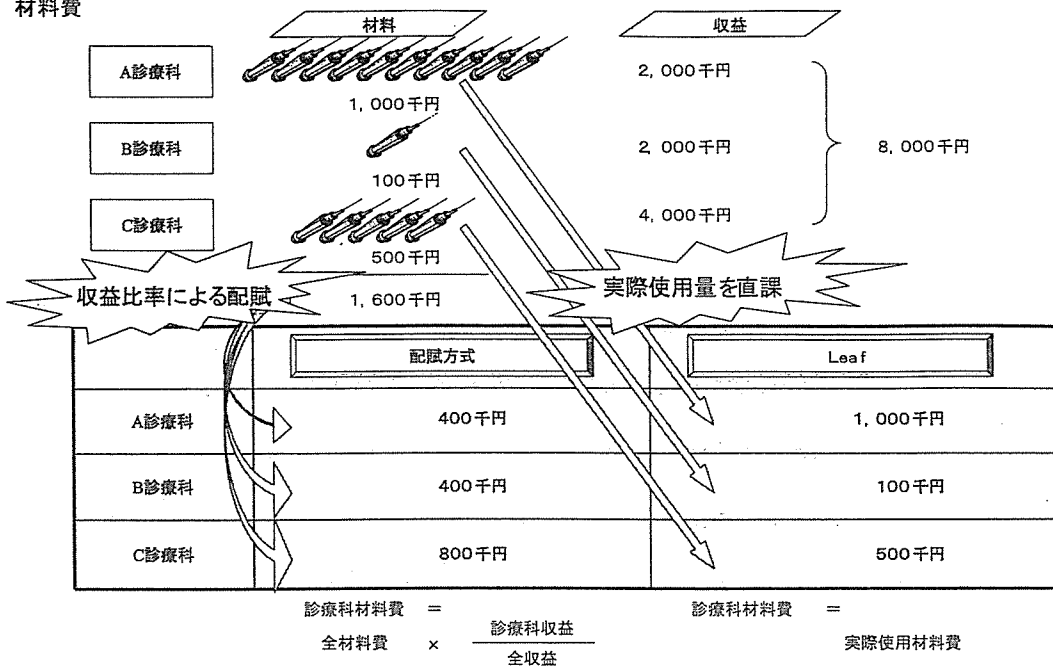 材料費
材料 収益
A診療科 2,000千円
1,000千円
B診療科 2,000千円 8,000千円
100千円
C診療科 4,000千円
500千円
収益比率による配賦 1,600千円 実際使用量を直課
配賦方式 Leaf
A診療科 400千円 1,000千円
B診療科 400千円 100千円
C診療科 800千円 500千円
診療科材料費 = 診療科材料費 =
全材料費 × 診療科収益 実際使用材料費
全収益